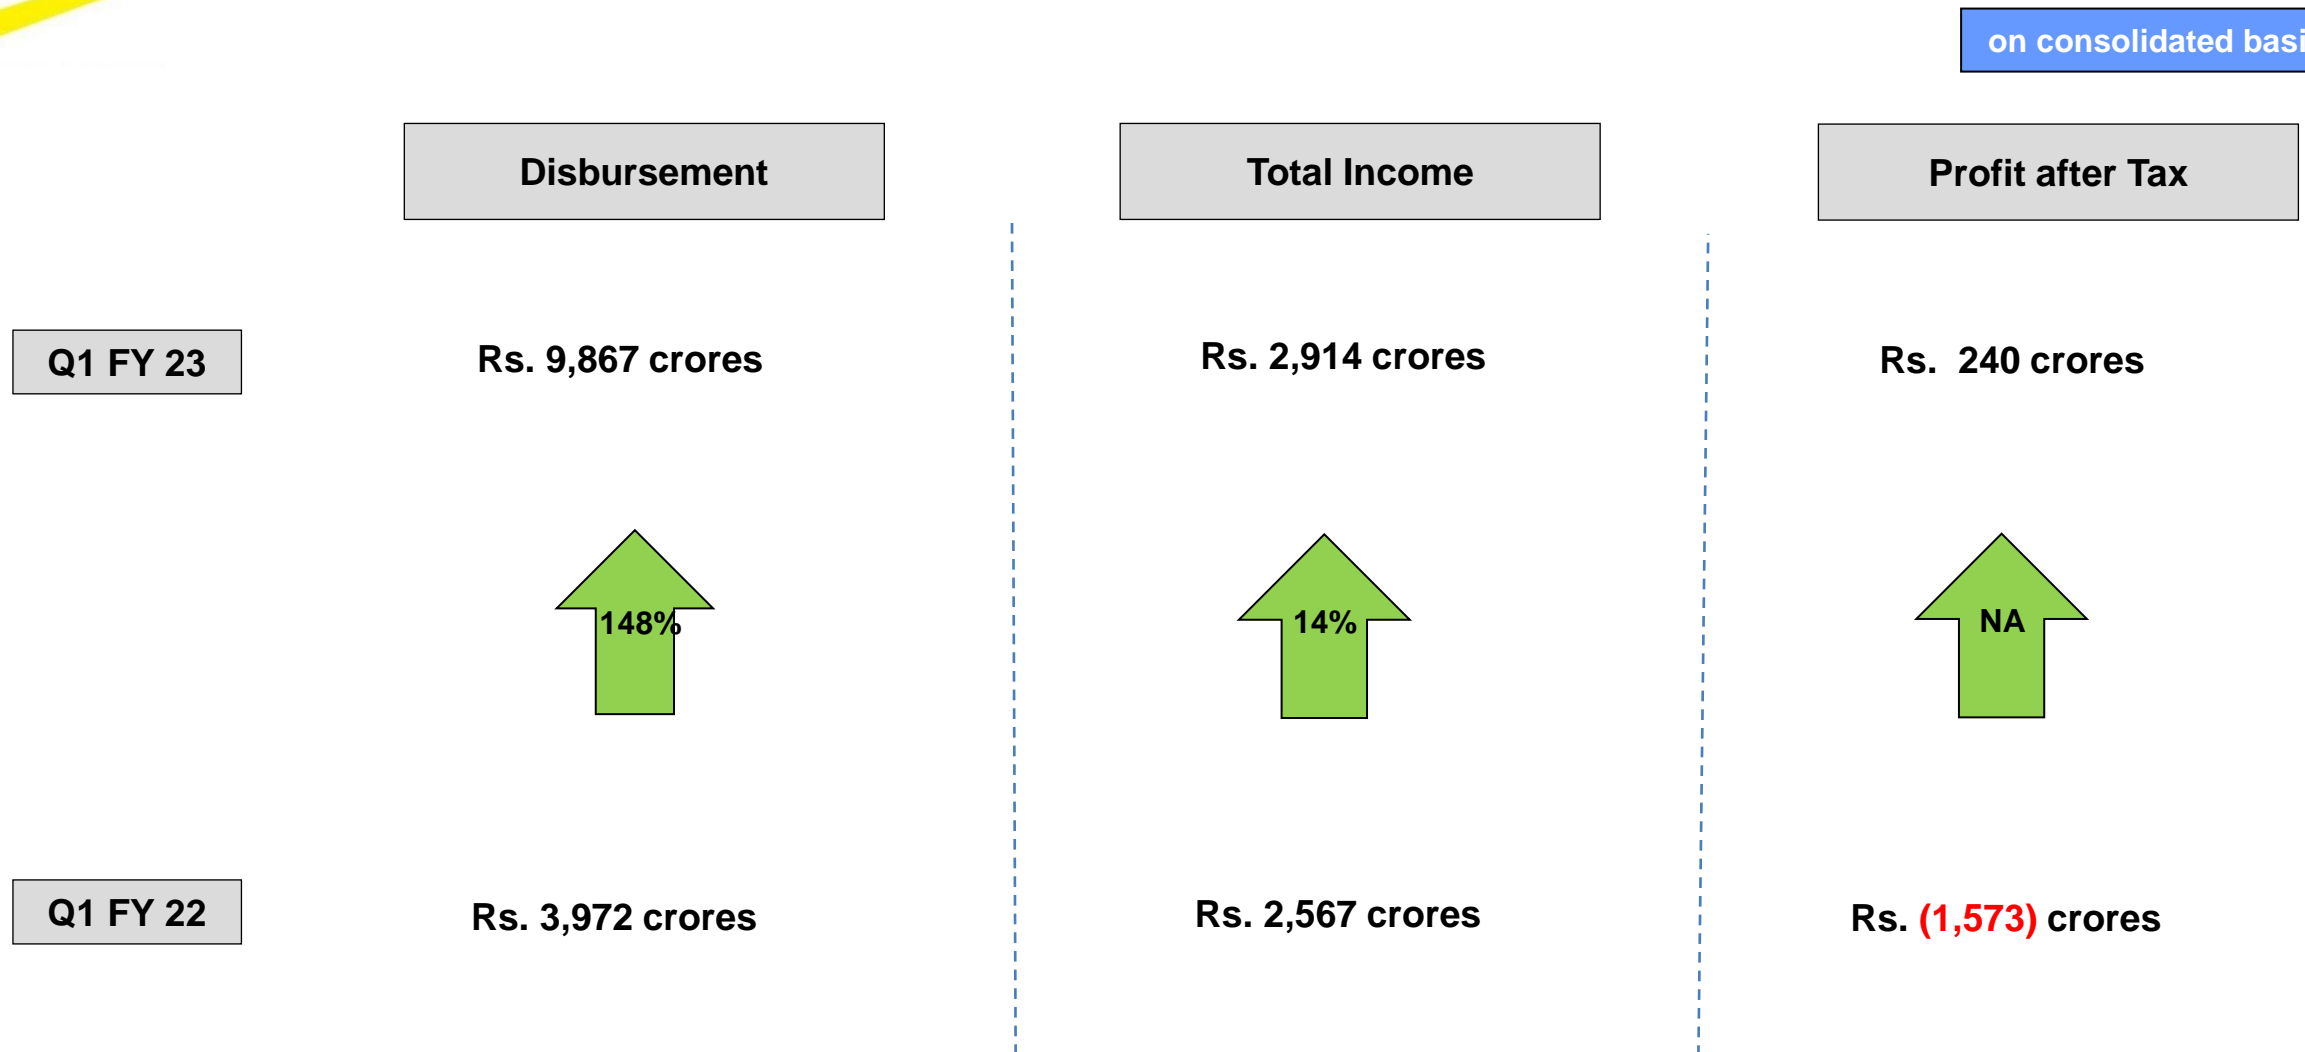 on consolidated basi
Disbursement
Total Income
Profit after Tax
Q1 FY 23
Rs. 9,867 crores
Rs. 2,914 crores
Rs. 240 crores
148%
14%
NA
Q1 FY 22
Rs. 3,972 crores
Rs. 2,567 crores
Rs. (1,573) crores